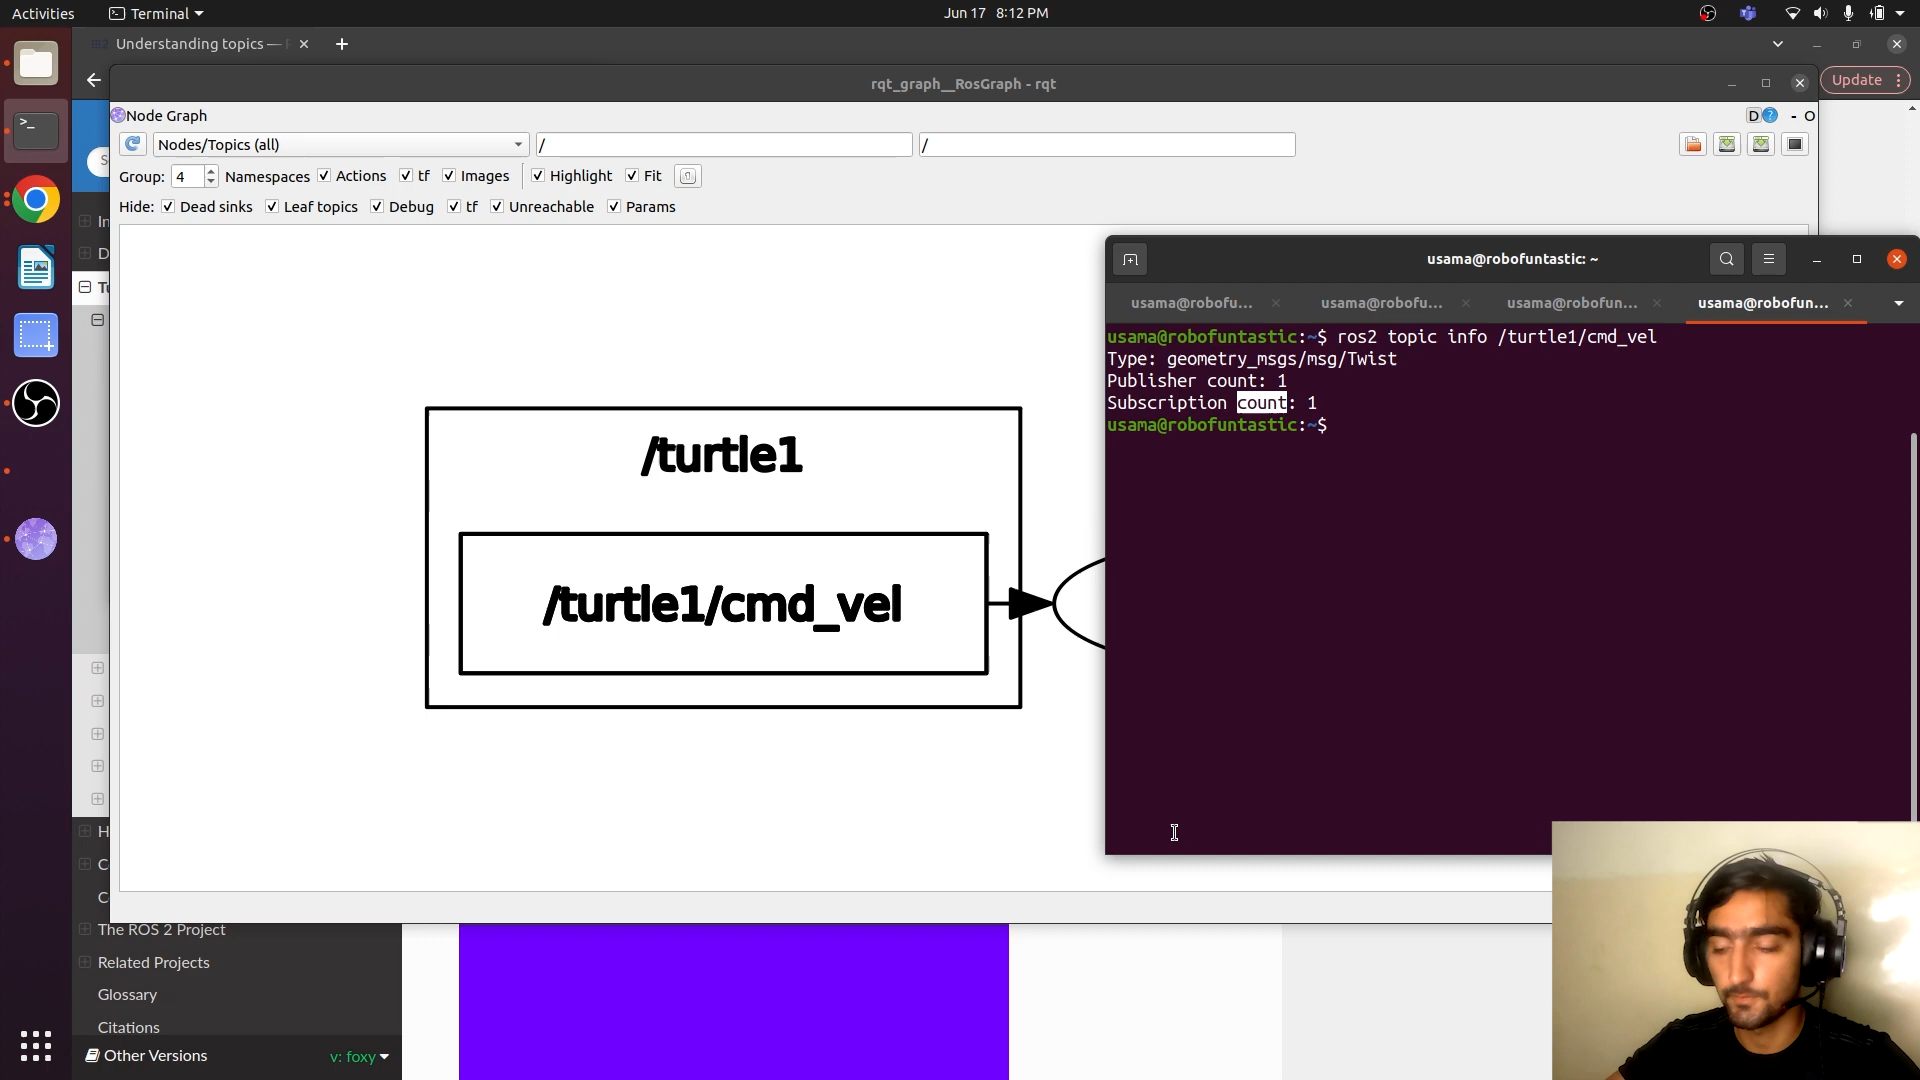 Activities Terminal Jun 17 8:12 PM
Understanding topics —
Update
rqt_graph__RosGraph - rqt
Node Graph
D - O
Nodes/Topics (all) / /
Group: 4 Namespaces Actions tf Images Highlight Fit
Hide: Dead sinks Leaf topics Debug tf Unreachable Params
/turtle1
/turtle1/cmd_vel
usama@robofuntastic: ~
usama@robofu... usama@robofu... usama@robofun... usama@robofun...
usama@robofuntastic:~$ ros2 topic info /turtle1/cmd_vel
Type: geometry_msgs/msg/Twist
Publisher count: 1
Subscription count: 1
usama@robofuntastic:~$
The ROS 2 Project
Related Projects
Glossary
Citations
Other Versions v: foxy